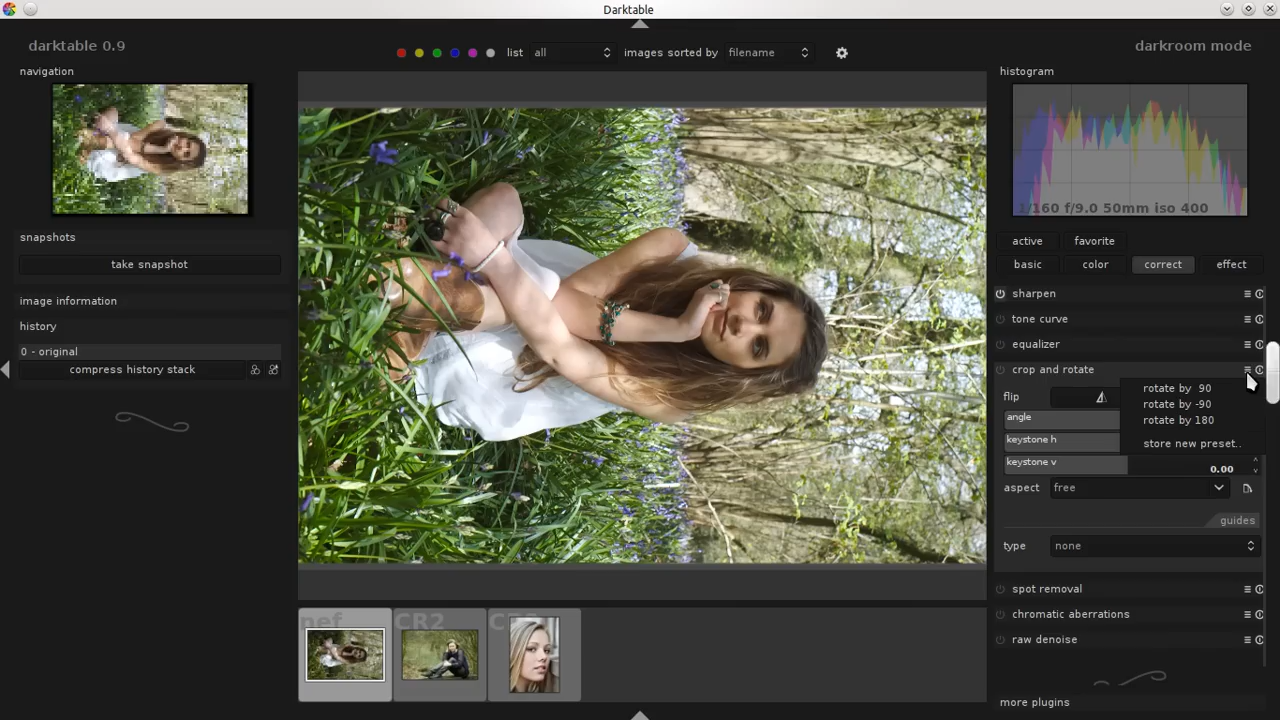 Darktable
darktable 0.9
list all images sorted by filename
darkroom mode
navigation
snapshots
take snapshot
image information
history
0 - original
compress history stack
nef
CR2
histogram
1/160 f/9.0 50mm iso 400
active favorite
basic color correct effect
sharpen
tone curve
equalizer
crop and rotate
flip
angle
keystone h
keystone v 0.00
rotate by 90
rotate by -90
rotate by 180
store new preset..
aspect free
guides
type none
spot removal
chromatic aberrations
raw denoise
more plugins